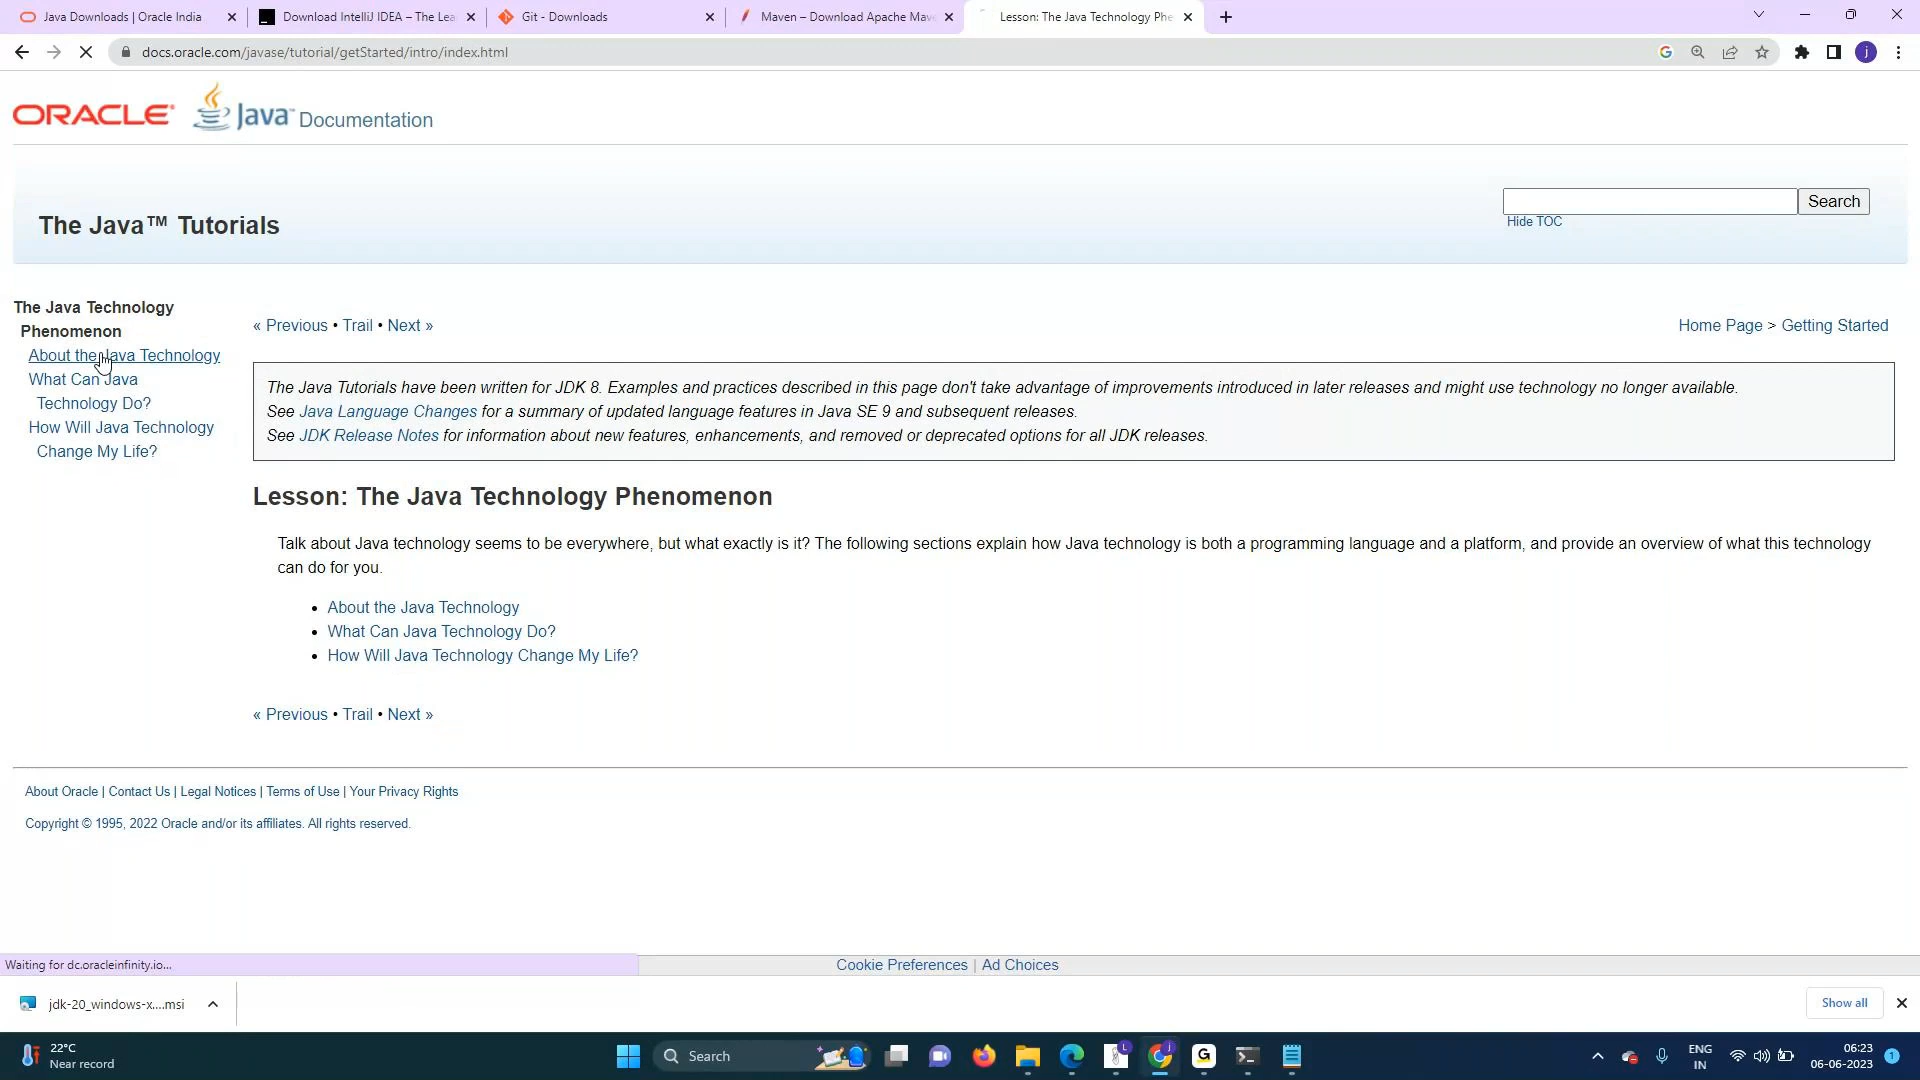 Java Downloads | Oracle India
Download IntelliJ IDEA – The Lea
Git - Downloads
Maven – Download Apache Mav
Lesson: The Java Technology Phe
docs.oracle.com/javase/tutorial/getStarted/intro/index.html
j
ORACLE Java™ Documentation
The Java™ Tutorials
Search
Hide TOC
The Java Technology
Phenomenon
About the Java Technology
What Can Java
Technology Do?
How Will Java Technology
Change My Life?
« Previous • Trail • Next »
Home Page > Getting Started
The Java Tutorials have been written for JDK 8. Examples and practices described in this page don't take advantage of improvements introduced in later releases and might use technology no longer available.
See Java Language Changes for a summary of updated language features in Java SE 9 and subsequent releases.
See JDK Release Notes for information about new features, enhancements, and removed or deprecated options for all JDK releases.
Lesson: The Java Technology Phenomenon
Talk about Java technology seems to be everywhere, but what exactly is it? The following sections explain how Java technology is both a programming language and a platform, and provide an overview of what this technology
can do for you.
• About the Java Technology
• What Can Java Technology Do?
• How Will Java Technology Change My Life?
« Previous • Trail • Next »
About Oracle | Contact Us | Legal Notices | Terms of Use | Your Privacy Rights
Copyright © 1995, 2022 Oracle and/or its affiliates. All rights reserved.
Waiting for dc.oracleinfinity.io...
Cookie Preferences | Ad Choices
jdk-20_windows-x....msi
Show all
22°C
Near record
Search
L
j
G
ENG
IN
06:23
06-06-2023
1